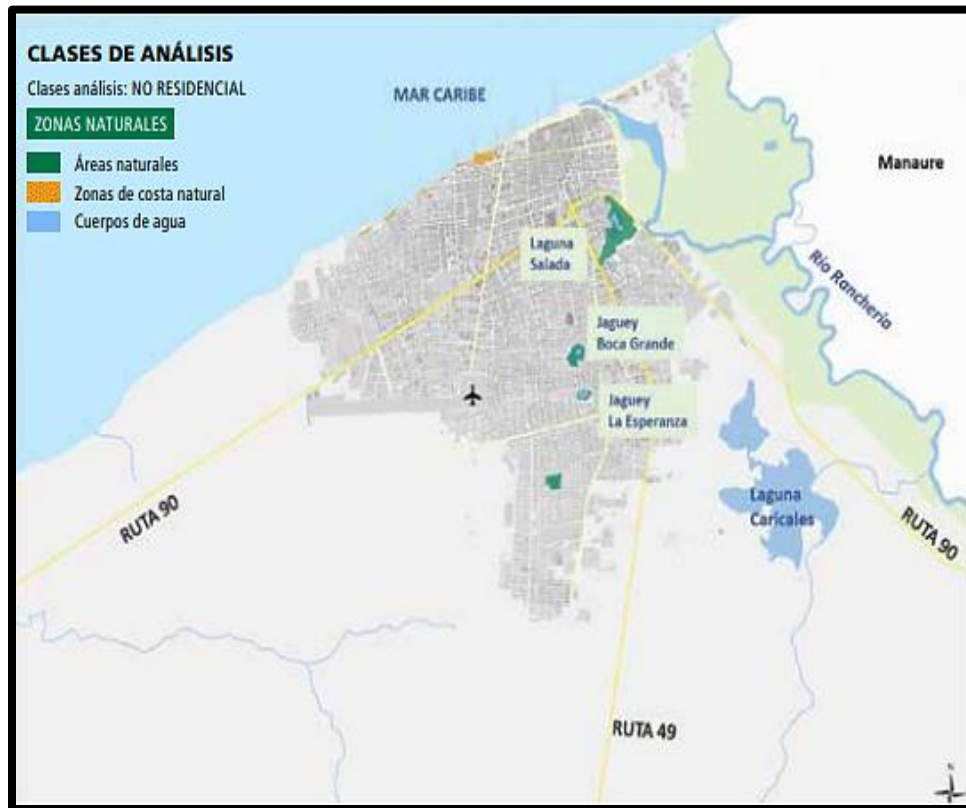 CLASES DE ANÁLISIS
Clases análisis: NO RESIDENCIAL
ZONAS NATURALES
Áreas naturales
Zonas de costa natural
Cuerpos de agua
MAR CARIBE
Manaure
Río Ranchería
Laguna
Salada
Jaguey
Boca Grande
Jaguey
La Esperanza
Laguna
Caricales
RUTA 90
RUTA 90
RUTA 49
N